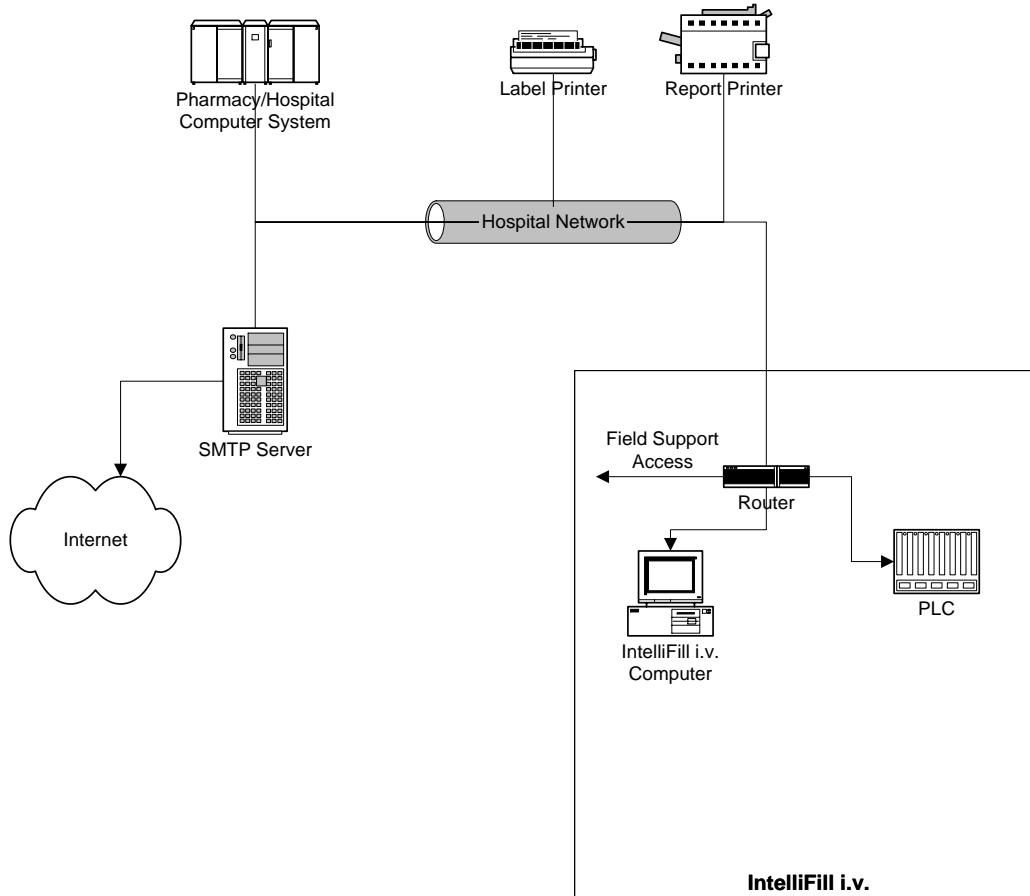 Pharmacy/Hospital
Computer System
Label Printer
Report Printer
Hospital Network
SMTP Server
Internet
Field Support
Access
Router
PLC
IntelliFill i.v.
Computer
IntelliFill i.v.